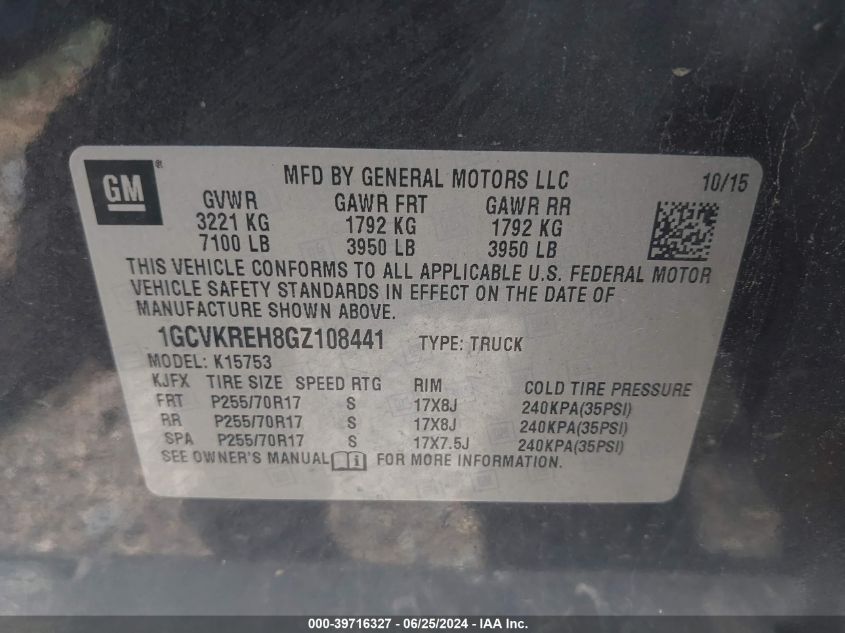 GM® MFD BY GENERAL MOTORS LLC 10/15
GVWR GAWR FRT GAWR RR
3221 KG 1792 KG 1792 KG
7100 LB 3950 LB 3950 LB
THIS VEHICLE CONFORMS TO ALL APPLICABLE U.S. FEDERAL MOTOR
VEHICLE SAFETY STANDARDS IN EFFECT ON THE DATE OF
MANUFACTURE SHOWN ABOVE.
1GCVKREH8GZ108441 TYPE: TRUCK
MODEL: K15753
KJFX TIRE SIZE SPEED RTG RIM COLD TIRE PRESSURE
FRT P255/70R17 S 17X8J 240KPA(35PSI)
RR P255/70R17 S 17X8J 240KPA(35PSI)
SPA P255/70R17 S 17X7.5J 240KPA(35PSI)
SEE OWNER'S MANUAL FOR MORE INFORMATION.
000-39716327 - 06/25/2024 - IAA Inc.